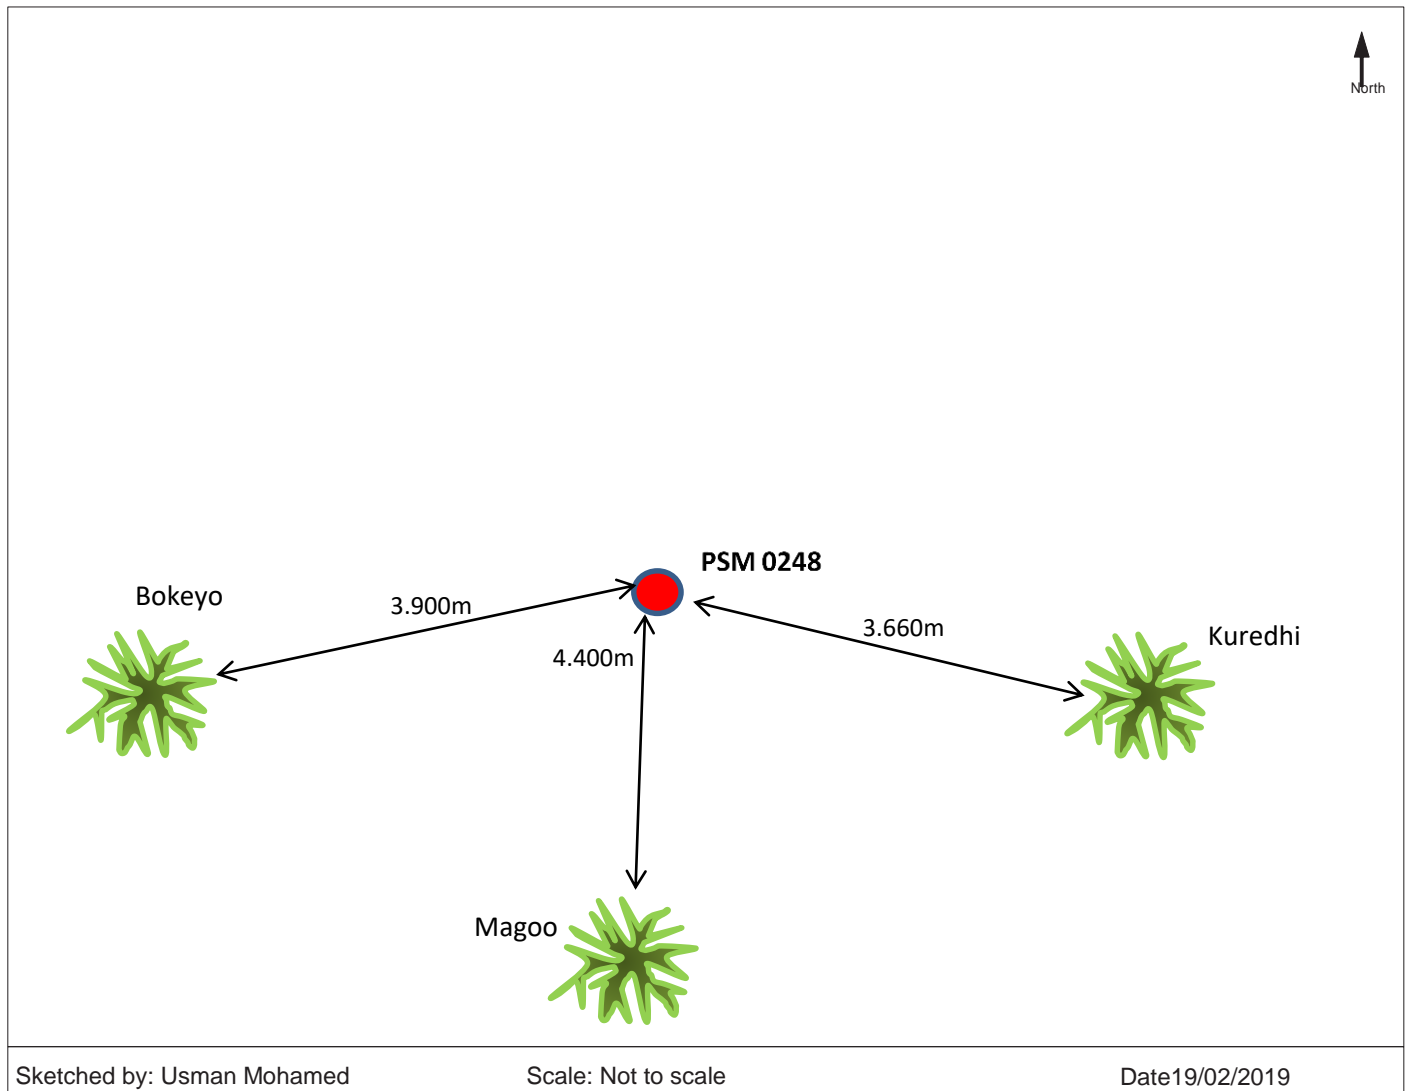 North
PSM 0248
Bokeyo
3.900m
3.660m
Kuredhi
4.400m
Magoo
Sketched by: Usman Mohamed
Scale: Not to scale
Date19/02/2019